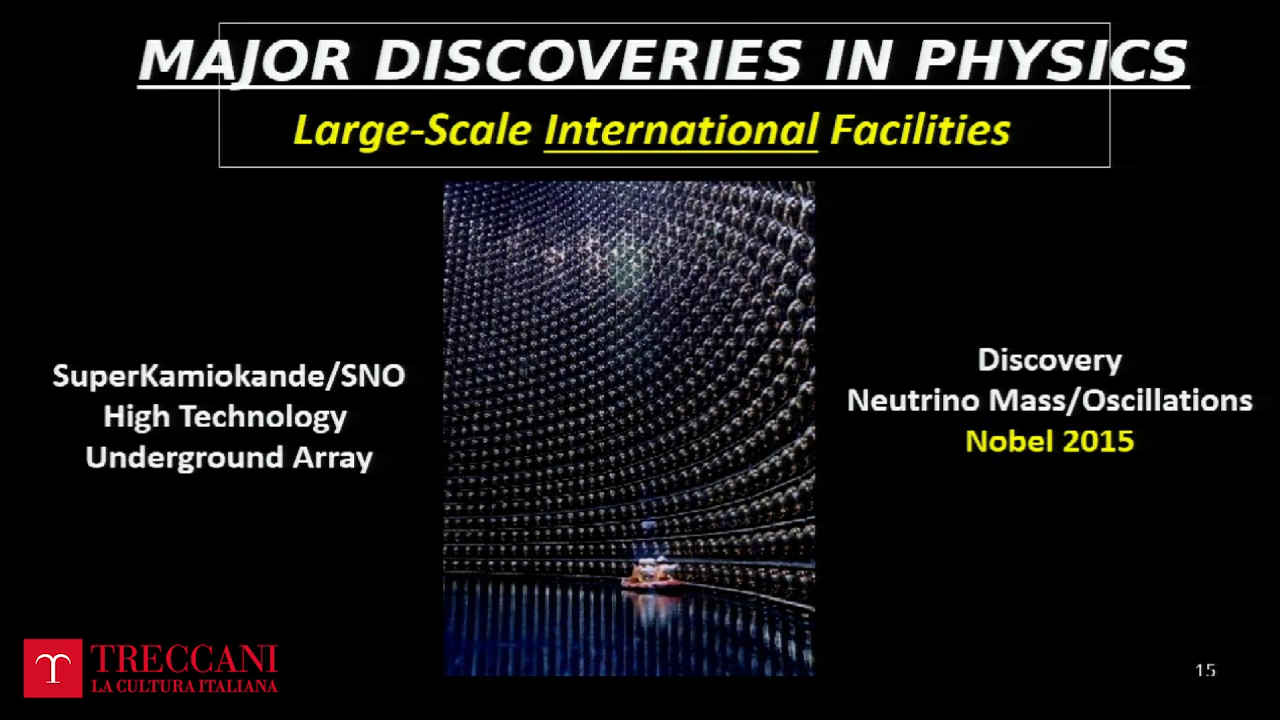 MAJOR DISCOVERIES IN PHYSICS
Large-Scale International Facilities
SuperKamiokande/SNO
High Technology
Underground Array
Discovery
Neutrino Mass/Oscillations
Nobel 2015
TRECCANI
LA CULTURA ITALIANA
15